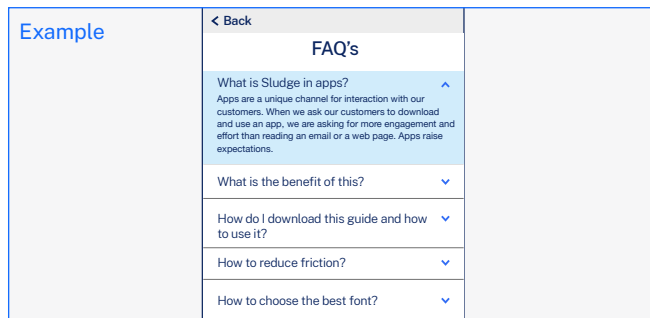 Example
Back
FAQ's
What is Sludge in apps?
Apps are a unique channel for interaction with our
customers. When we ask our customers to download
and use an app, we are asking for more engagement and
effort than reading an email or a web page. Apps raise
expectations.
What is the benefit of this?
How do I download this guide and how
to use it?
How to reduce friction?
How to choose the best font?